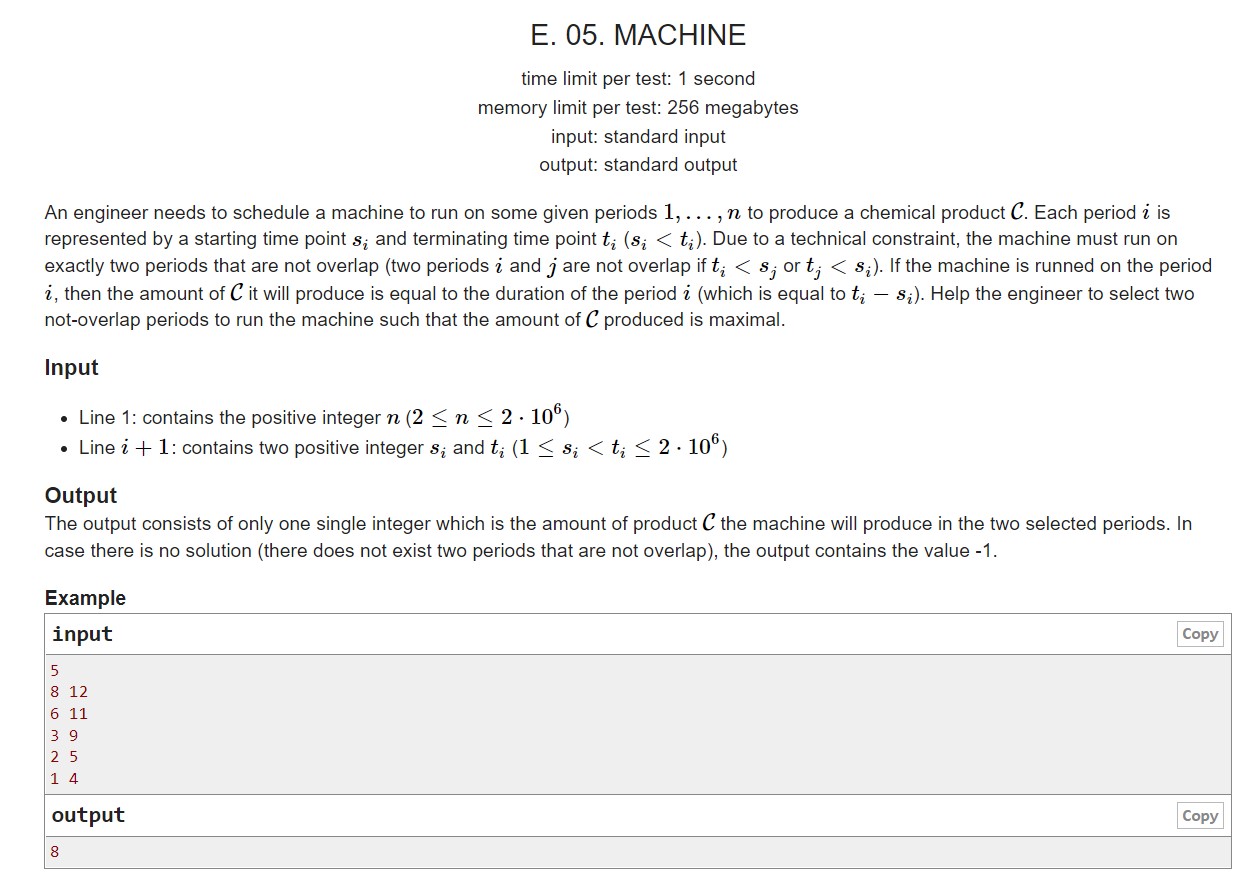 E. 05. MACHINE
time limit per test: 1 second
memory limit per test: 256 megabytes
input: standard input
output: standard output
An engineer needs to schedule a machine to run on some given periods 1, . . . , n to produce a chemical product C. Each period i is
represented by a starting time point s_i and terminating time point t_i (s_i < t_i). Due to a technical constraint, the machine must run on
exactly two periods that are not overlap (two periods i and j are not overlap if t_i < s_j or t_j < s_i). If the machine is runned on the period
i, then the amount of C it will produce is equal to the duration of the period i (which is equal to t_i − s_i). Help the engineer to select two
not-overlap periods to run the machine such that the amount of C produced is maximal.
Input
• Line 1: contains the positive integer n (2 ≤ n ≤ 2 · 10^6)
• Line i + 1: contains two positive integer s_i and t_i (1 ≤ s_i < t_i ≤ 2 · 10^6)
Output
The output consists of only one single integer which is the amount of product C the machine will produce in the two selected periods. In
case there is no solution (there does not exist two periods that are not overlap), the output contains the value -1.
Example
input Copy
5
8 12
6 11
3 9
2 5
1 4
output Copy
8